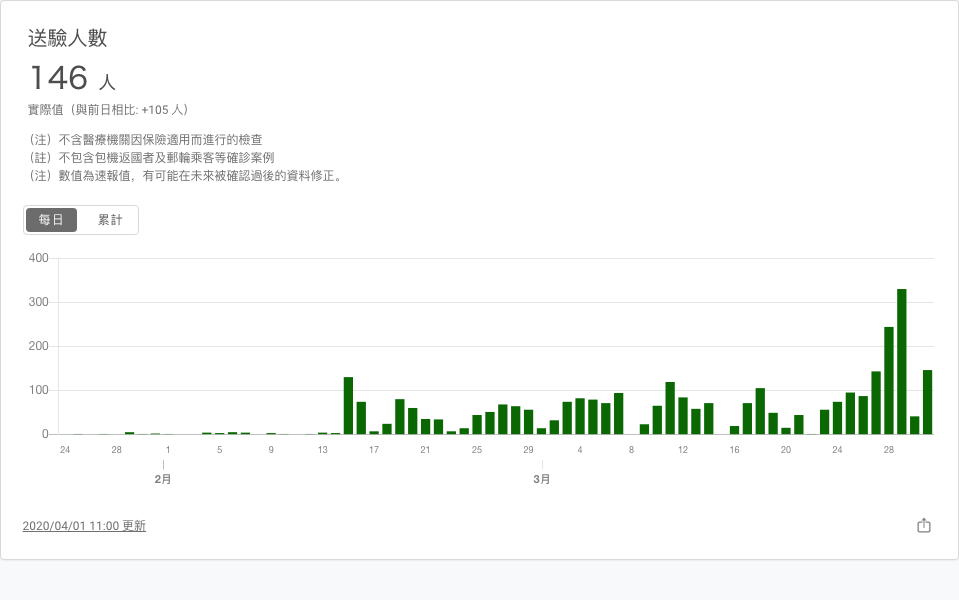 送驗人數
146 人
實際值（與前日相比: +105 人）
（注）不含醫療機關因保險適用而進行的檢查
（註）不包含包機返國者及郵輪乘客等確診案例
（注）數值為速報值，有可能在未來被確認過後的資料修正。
每日 累計
400
300
200
100
0
24 28 1 5 9 13 17 21 25 29 4 8 12 16 20 24 28
2月 3月
2020/04/01 11:00 更新